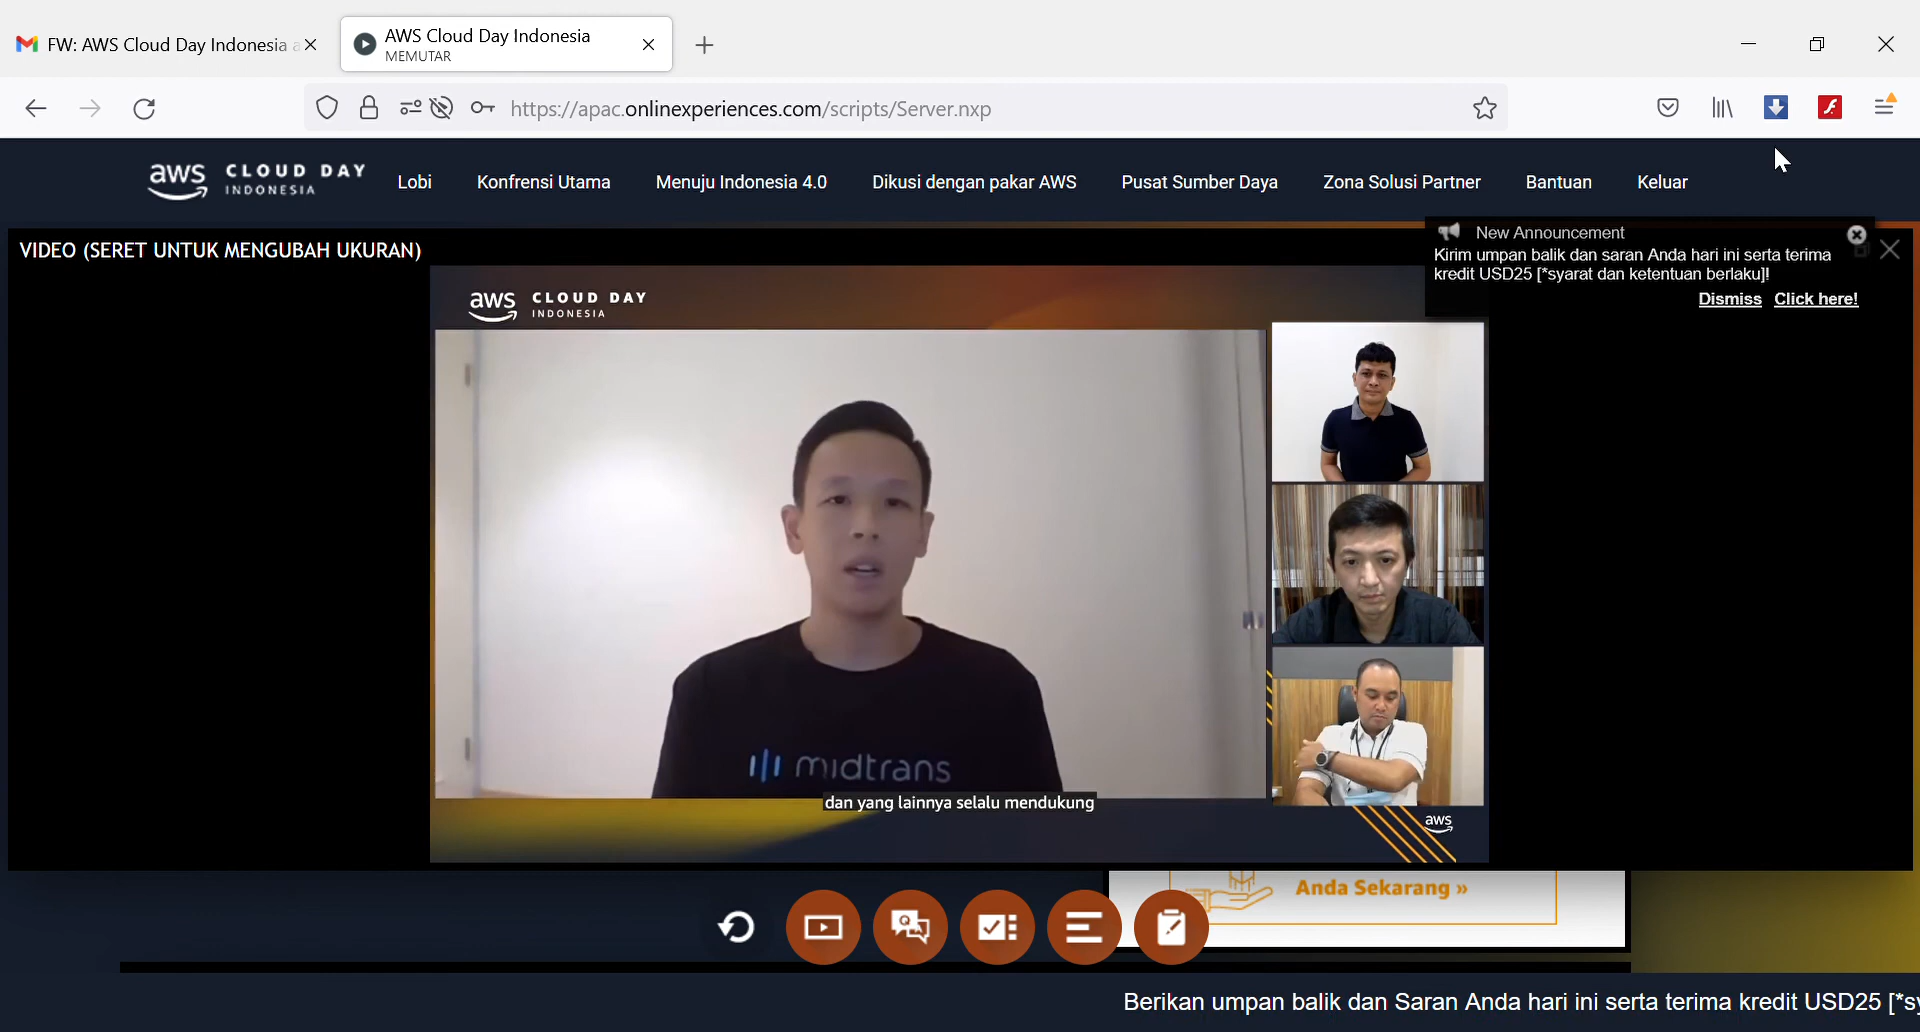 FW: AWS Cloud Day Indonesia
AWS Cloud Day Indonesia
MEMUTAR
https://apac.onlinexperiences.com/scripts/Server.nxp
aws CLOUD DAY
INDONESIA
Lobi
Konfrensi Utama
Menuju Indonesia 4.0
Dikusi dengan pakar AWS
Pusat Sumber Daya
Zona Solusi Partner
Bantuan
Keluar
VIDEO (SERET UNTUK MENGUBAH UKURAN)
New Announcement
Kirim umpan balik dan saran Anda hari ini serta terima
kredit USD25 [*syarat dan ketentuan berlaku]!
Dismiss Click here!
aws CLOUD DAY
INDONESIA
midtrans
dan yang lainnya selalu mendukung
aws
Anda Sekarang »
Q A
Berikan umpan balik dan Saran Anda hari ini serta terima kredit USD25 [*sy